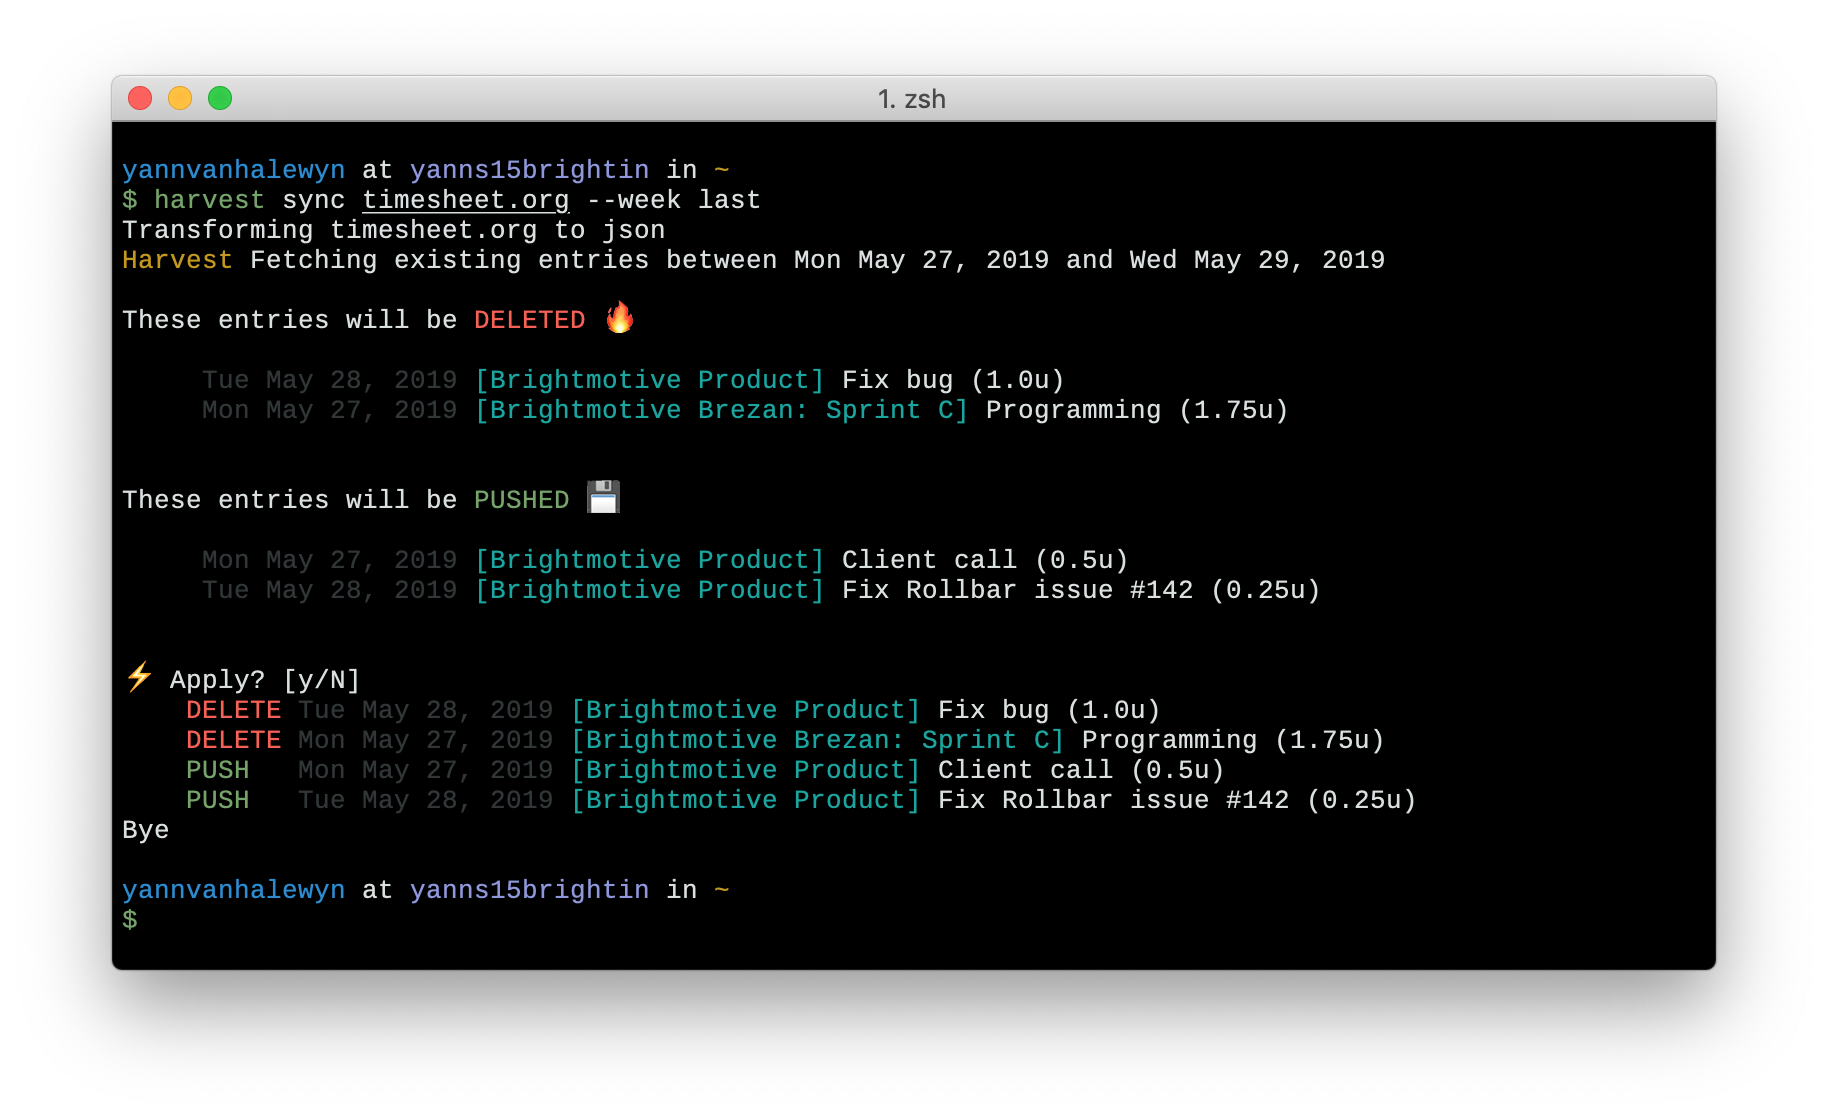 1. zsh
yannvanhalewyn at yanns15brightin in ~
$ harvest sync timesheet.org --week last
Transforming timesheet.org to json
Harvest Fetching existing entries between Mon May 27, 2019 and Wed May 29, 2019
These entries will be DELETED 🔥
Tue May 28, 2019 [Brightmotive Product] Fix bug (1.0u)
Mon May 27, 2019 [Brightmotive Brezan: Sprint C] Programming (1.75u)
These entries will be PUSHED 💾
Mon May 27, 2019 [Brightmotive Product] Client call (0.5u)
Tue May 28, 2019 [Brightmotive Product] Fix Rollbar issue #142 (0.25u)
⚡ Apply? [y/N]
DELETE Tue May 28, 2019 [Brightmotive Product] Fix bug (1.0u)
DELETE Mon May 27, 2019 [Brightmotive Brezan: Sprint C] Programming (1.75u)
PUSH Mon May 27, 2019 [Brightmotive Product] Client call (0.5u)
PUSH Tue May 28, 2019 [Brightmotive Product] Fix Rollbar issue #142 (0.25u)
Bye
yannvanhalewyn at yanns15brightin in ~
$